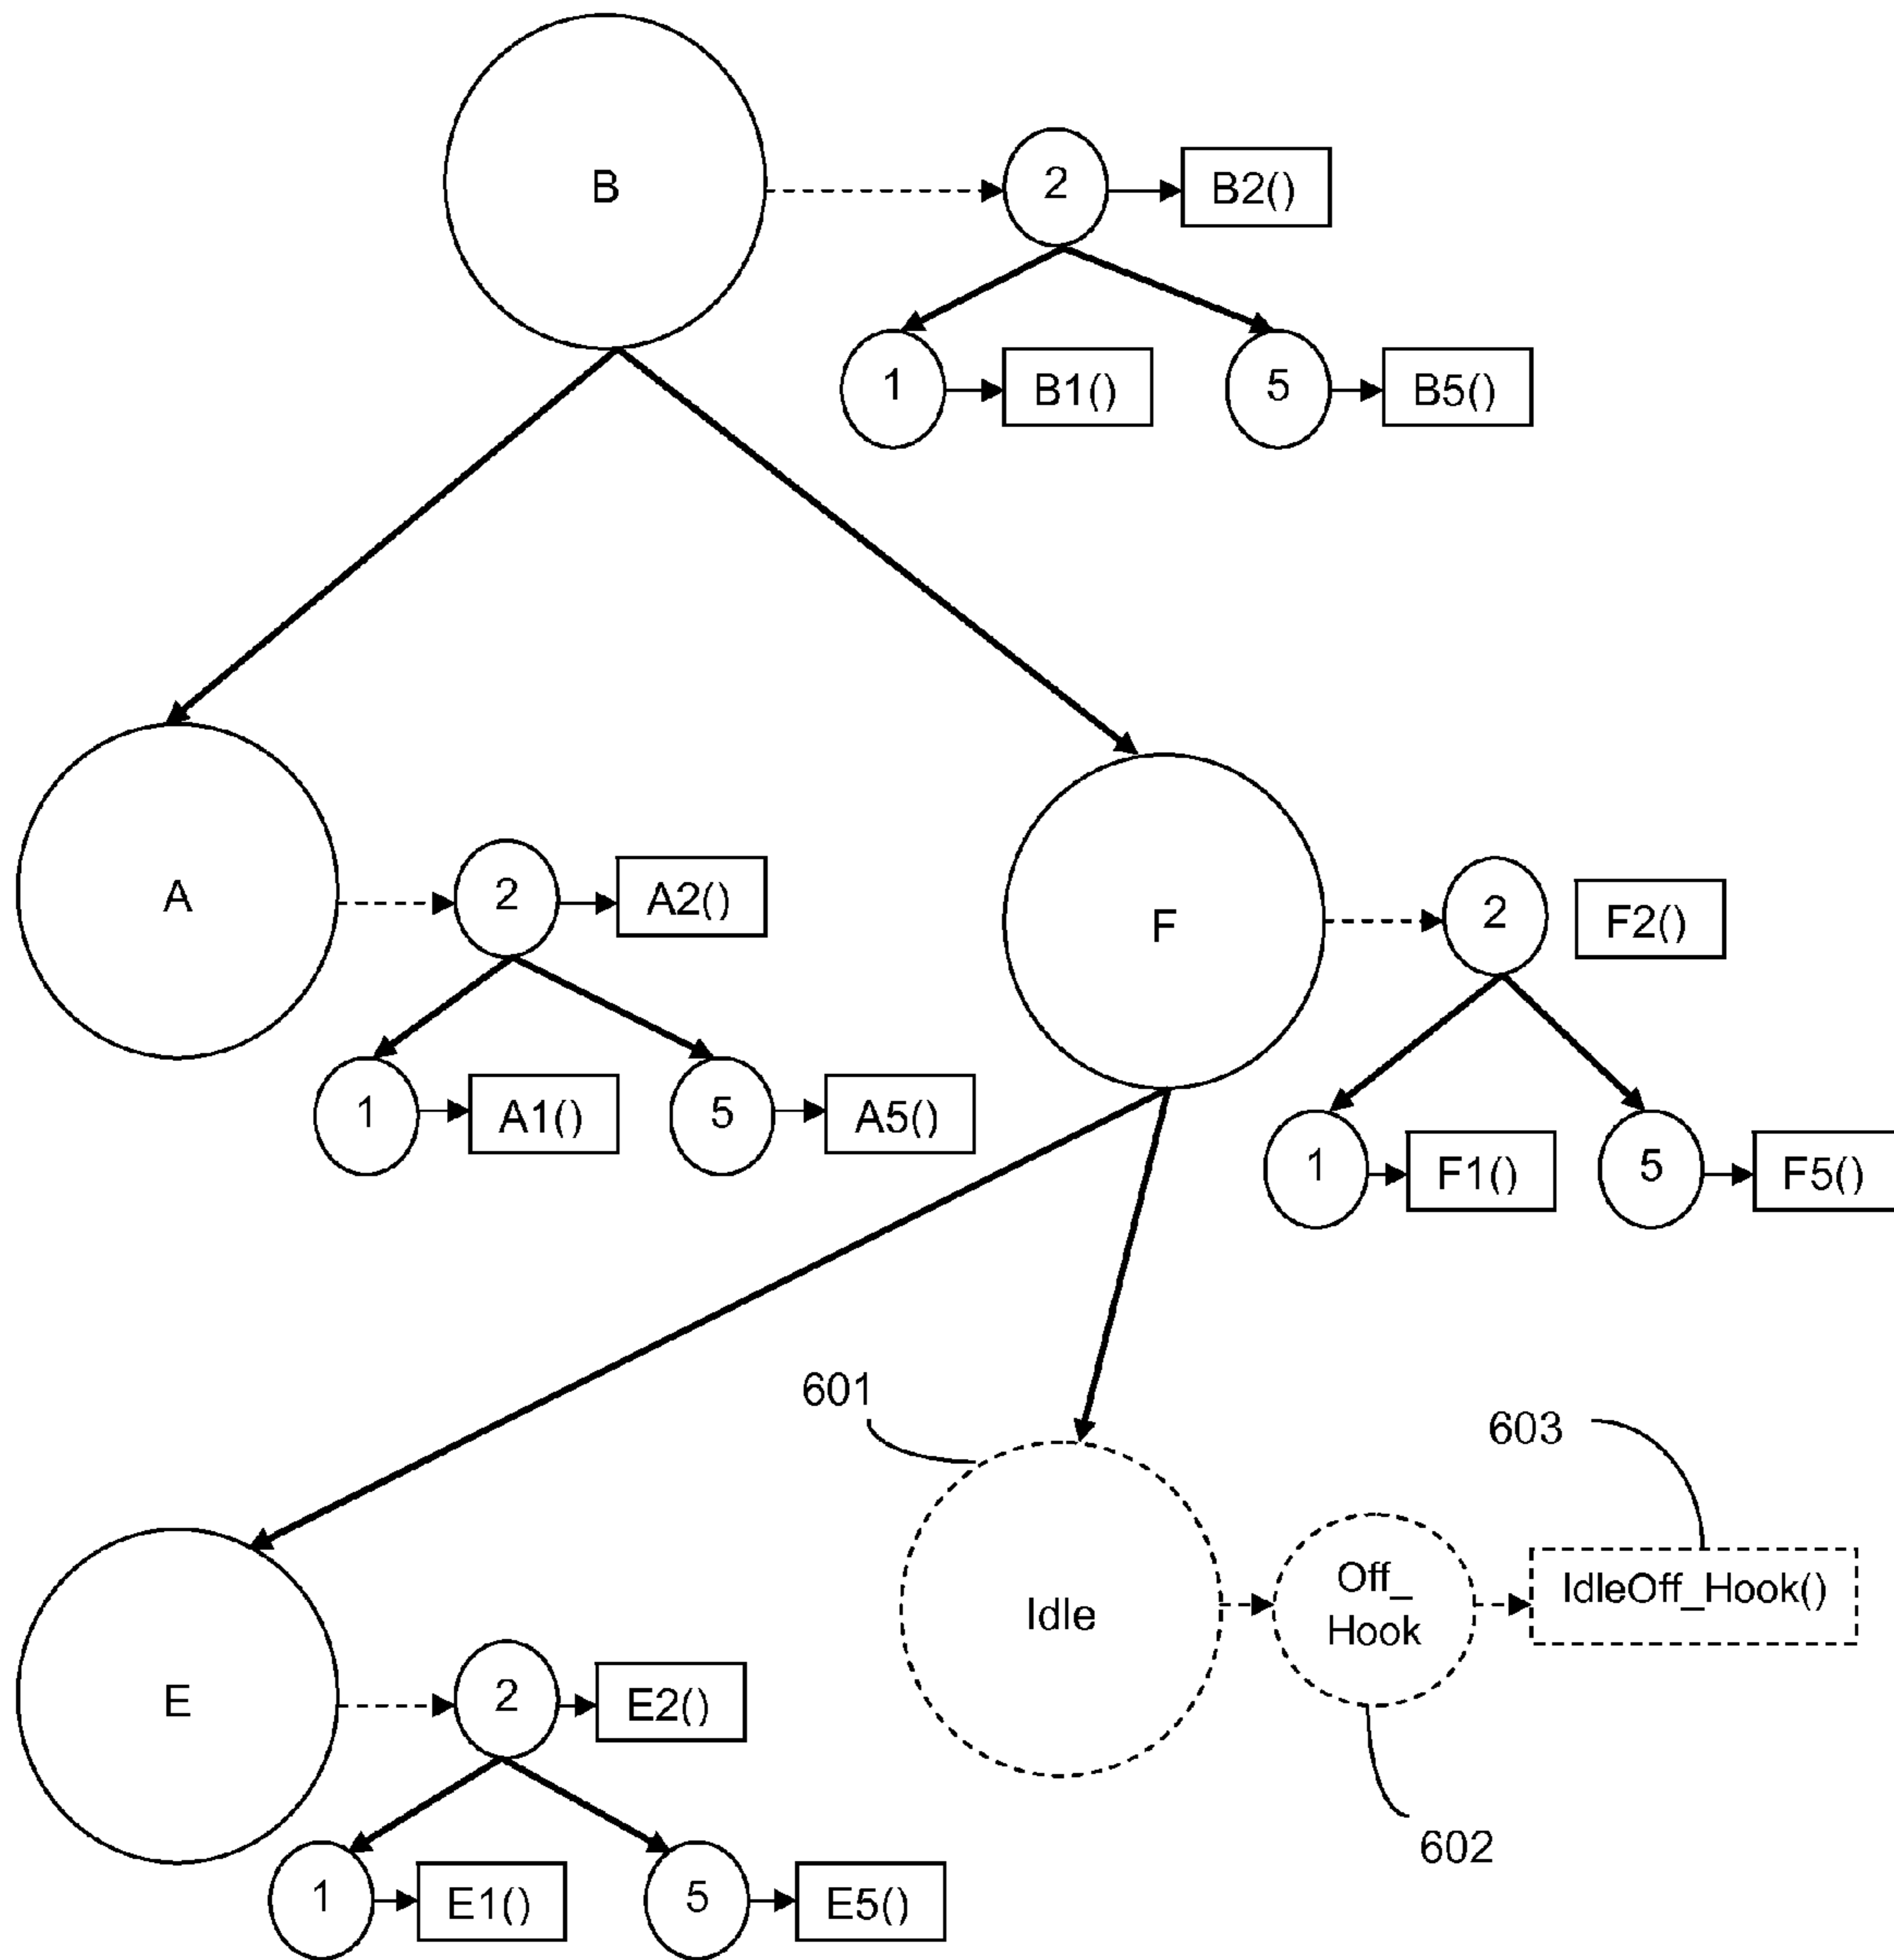 B
2
B2()
1
B1()
5
B5()
A
2
A2()
1
A1()
5
A5()
F
2
F2()
1
F1()
5
F5()
601
603
Idle
Off_
Hook
IdleOff_Hook()
602
E
2
E2()
1
E1()
5
E5()